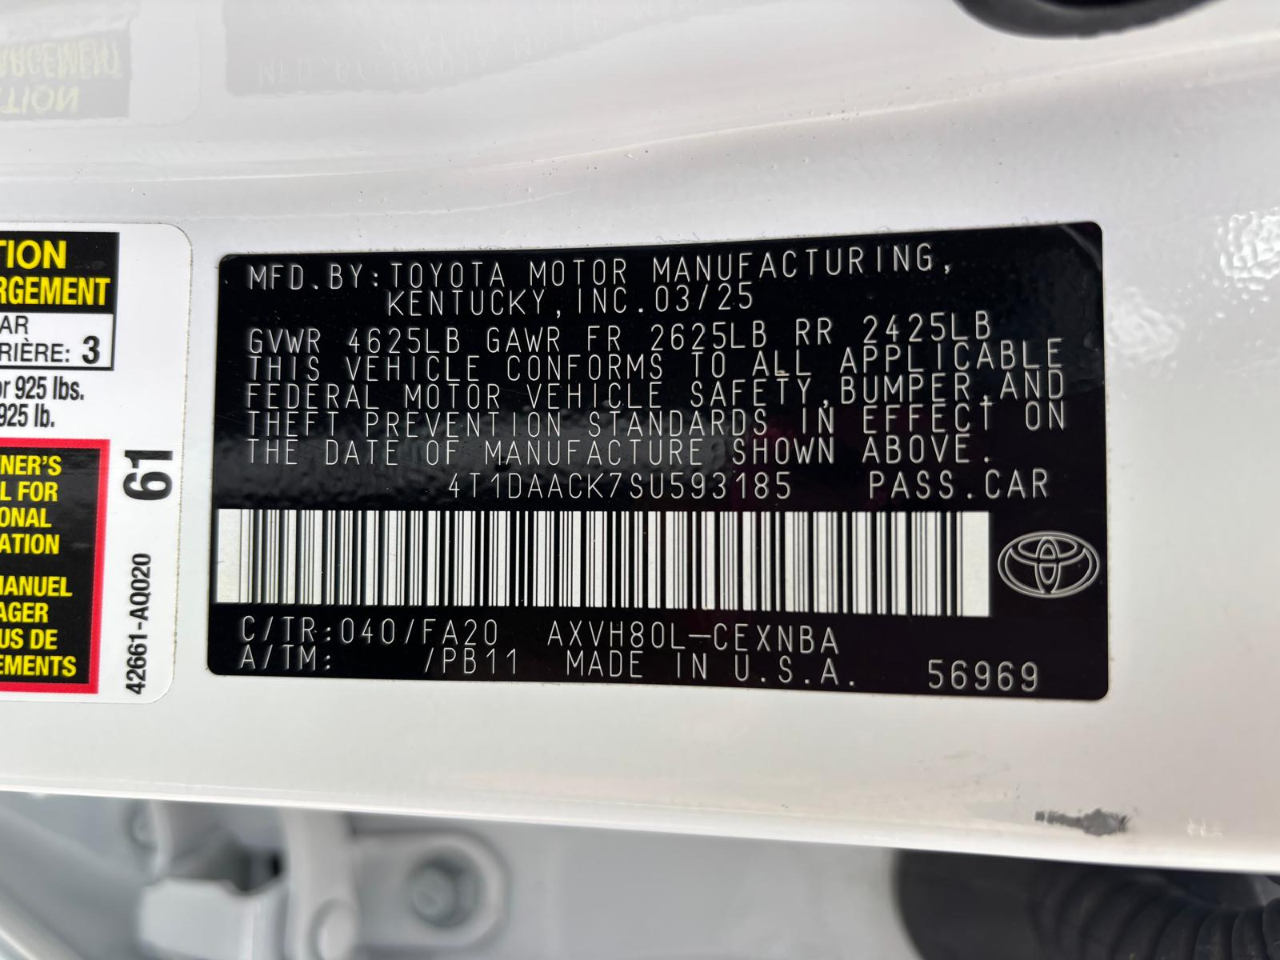 TION
RGEMENT
AR
RIÈRE: 3
or 925 lbs.
925 lb.
NER'S
L FOR
ONAL
ATION
MANUEL
AGER
US DE
EMENTS
61
42661-AQ020
MFD.BY:TOYOTA MOTOR MANUFACTURING,
KENTUCKY,INC.03/25
GVWR 4625LB GAWR FR 2625LB RR 2425LB
THIS VEHICLE CONFORMS TO ALL APPLICABLE
FEDERAL MOTOR VEHICLE SAFETY,BUMPER,AND
THEFT PREVENTION STANDARDS IN EFFECT ON
THE DATE OF MANUFACTURE SHOWN ABOVE.
4T1DAACK7SU593185 PASS.CAR
C/TR:040/FA20 AXVH80L-CEXNBA
A/TM: /PB11 MADE IN U.S.A. 56969